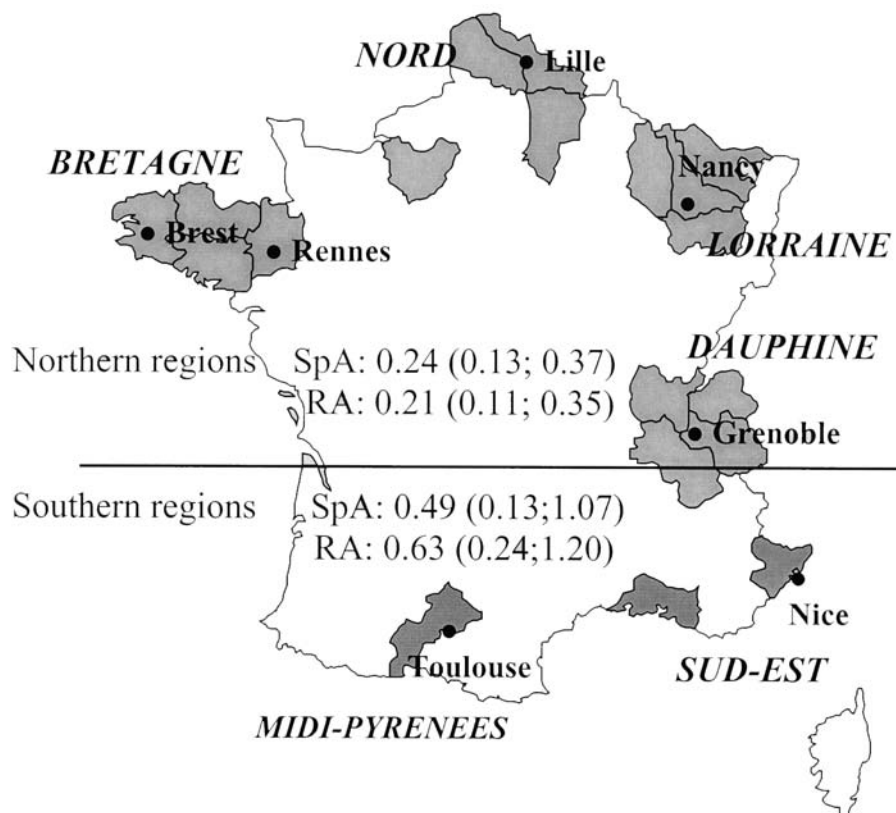 NORD
Lille
BRETAGNE
Nancy
Brest
Rennes
LORRAINE
DAUPHINE
Northern regions SpA: 0.24 (0.13; 0.37)
RA: 0.21 (0.11; 0.35)
Grenoble
Southern regions SpA: 0.49 (0.13;1.07)
RA: 0.63 (0.24;1.20)
Nice
Toulouse
SUD-EST
MIDI-PYRENEES